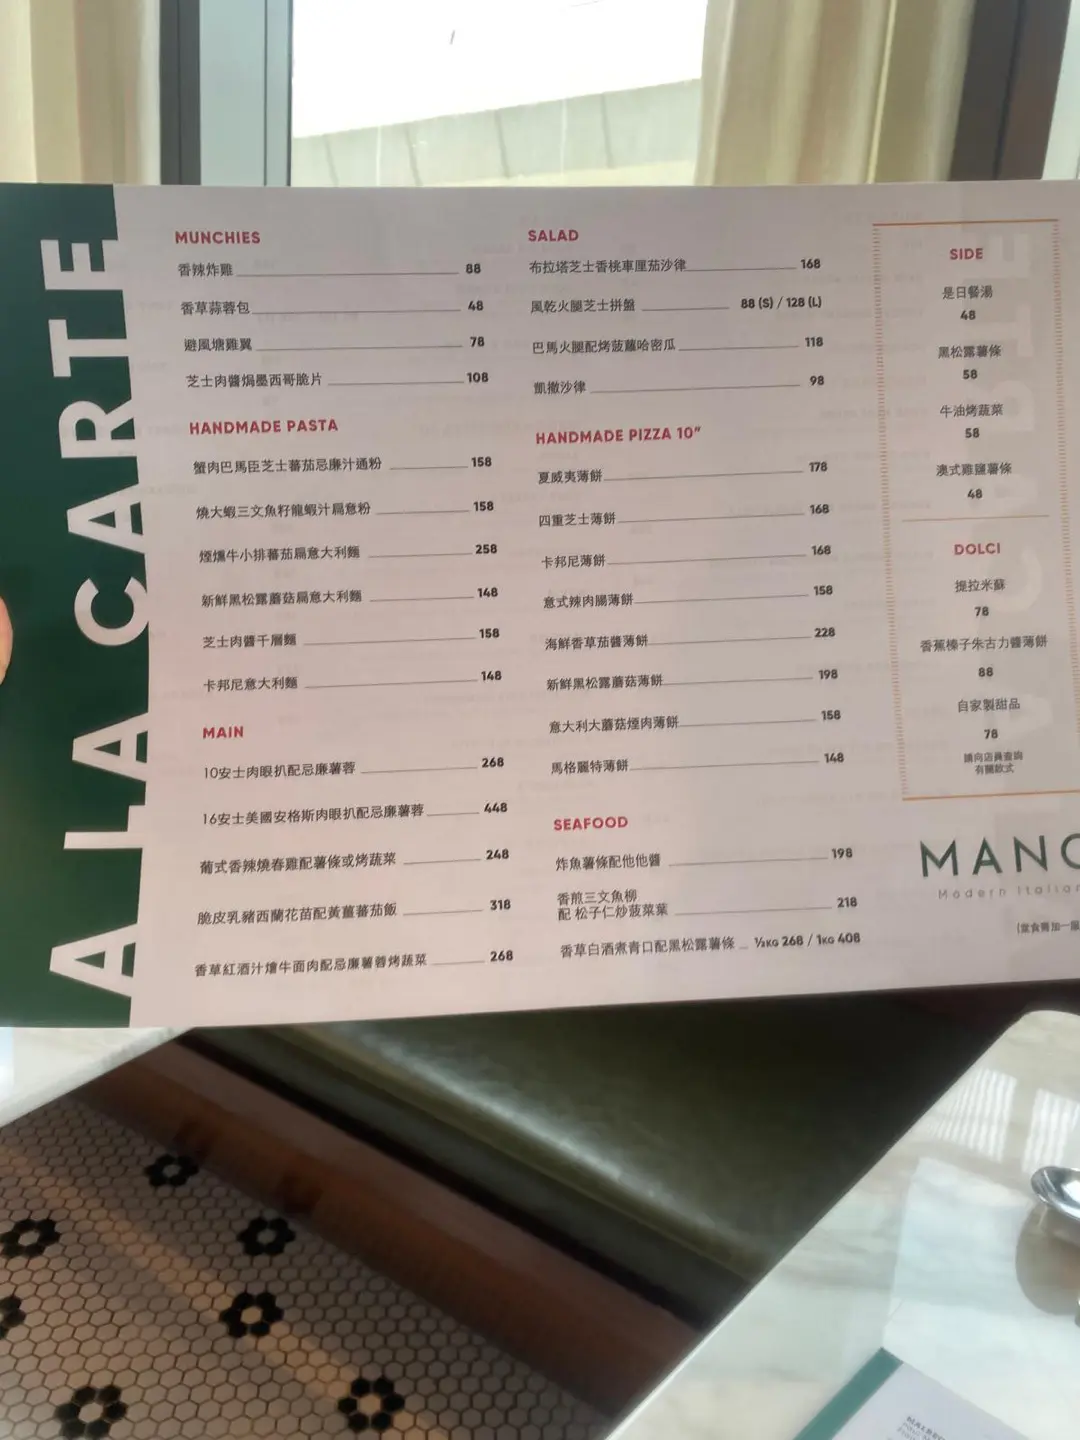 A LA CARTE
MUNCHIES
香辣炸雞 88
香草蒜蓉包 48
避風塘雞翼 78
芝士肉醬焗墨西哥脆片 108
HANDMADE PASTA
蟹肉巴馬臣芝士蕃茄忌廉汁通粉 158
燒大蝦三文魚籽龍蝦汁扁意粉 158
煙燻牛小排蕃茄扁意大利麵 258
新鮮黑松露蘑菇扁意大利麵 148
芝士肉醬千層麵 158
卡邦尼意大利麵 148
MAIN
10安士肉眼扒配忌廉薯蓉 268
16安士美國安格斯肉眼扒配忌廉薯蓉 448
葡式香辣燒春雞配薯條或烤蔬菜 248
脆皮乳豬西蘭花苗配黃薑蕃茄飯 318
香草紅酒汁燴牛面肉配忌廉薯蓉烤蔬菜 268
SALAD
布拉塔芝士香桃車厘茄沙律 168
風乾火腿芝士拼盤 88 (S) / 128 (L)
巴馬火腿配烤菠蘿哈密瓜 118
凱撒沙律 98
HANDMADE PIZZA 10"
夏威夷薄餅 178
四重芝士薄餅 168
卡邦尼薄餅 168
意式辣肉腸薄餅 158
海鮮香草茄醬薄餅 228
新鮮黑松露蘑菇薄餅 198
意大利大蘑菇煙肉薄餅 158
馬格麗特薄餅 148
SEAFOOD
炸魚薯條配他他醬 198
香煎三文魚柳
配 松子仁炒菠菜葉 218
香草白酒煮青口配黑松露薯條 ½KG 268 / 1KG 408
SIDE
是日餐湯
48
黑松露薯條
58
牛油烤蔬菜
58
澳式雞鹽薯條
48
DOLCI
提拉米蘇
78
香蕉榛子朱古力醬薄餅
88
自家製甜品
78
請向店員查詢
有關款式
MANO
Modern Italian
(堂食需加一服